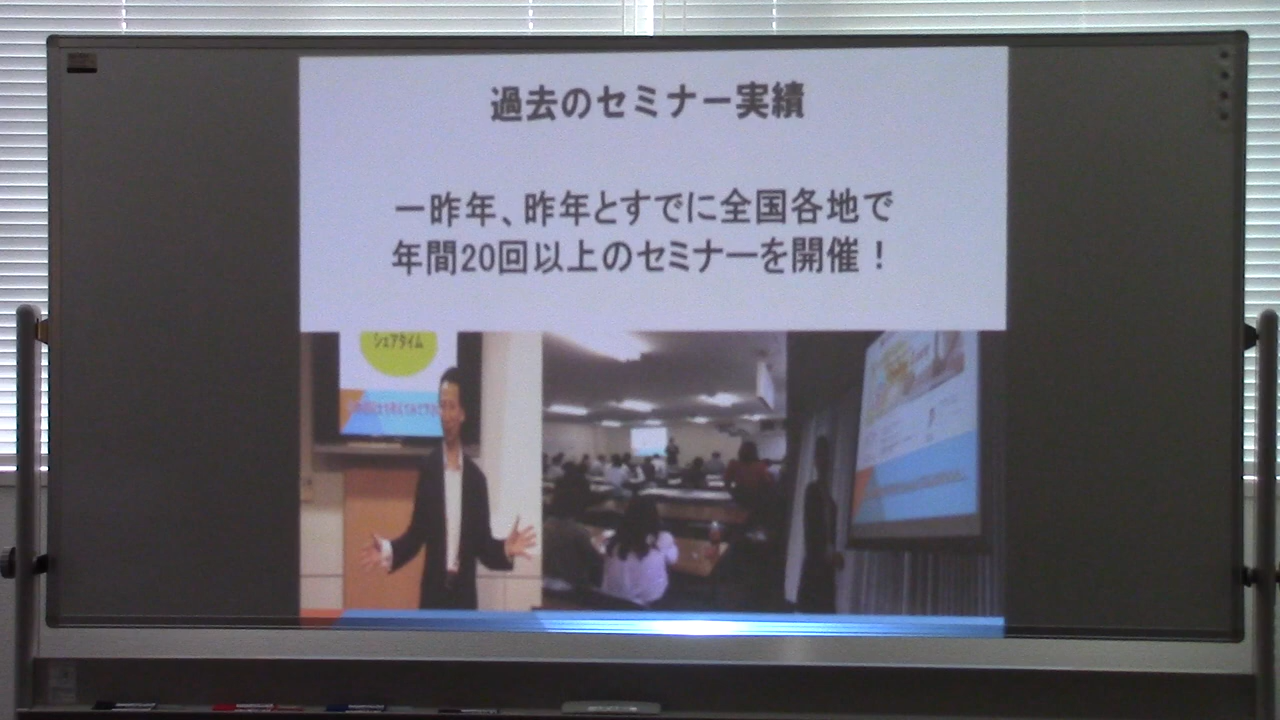 過去のセミナー実績
一昨年、昨年とすでに全国各地で
年間20回以上のセミナーを開催！
シェアタイム